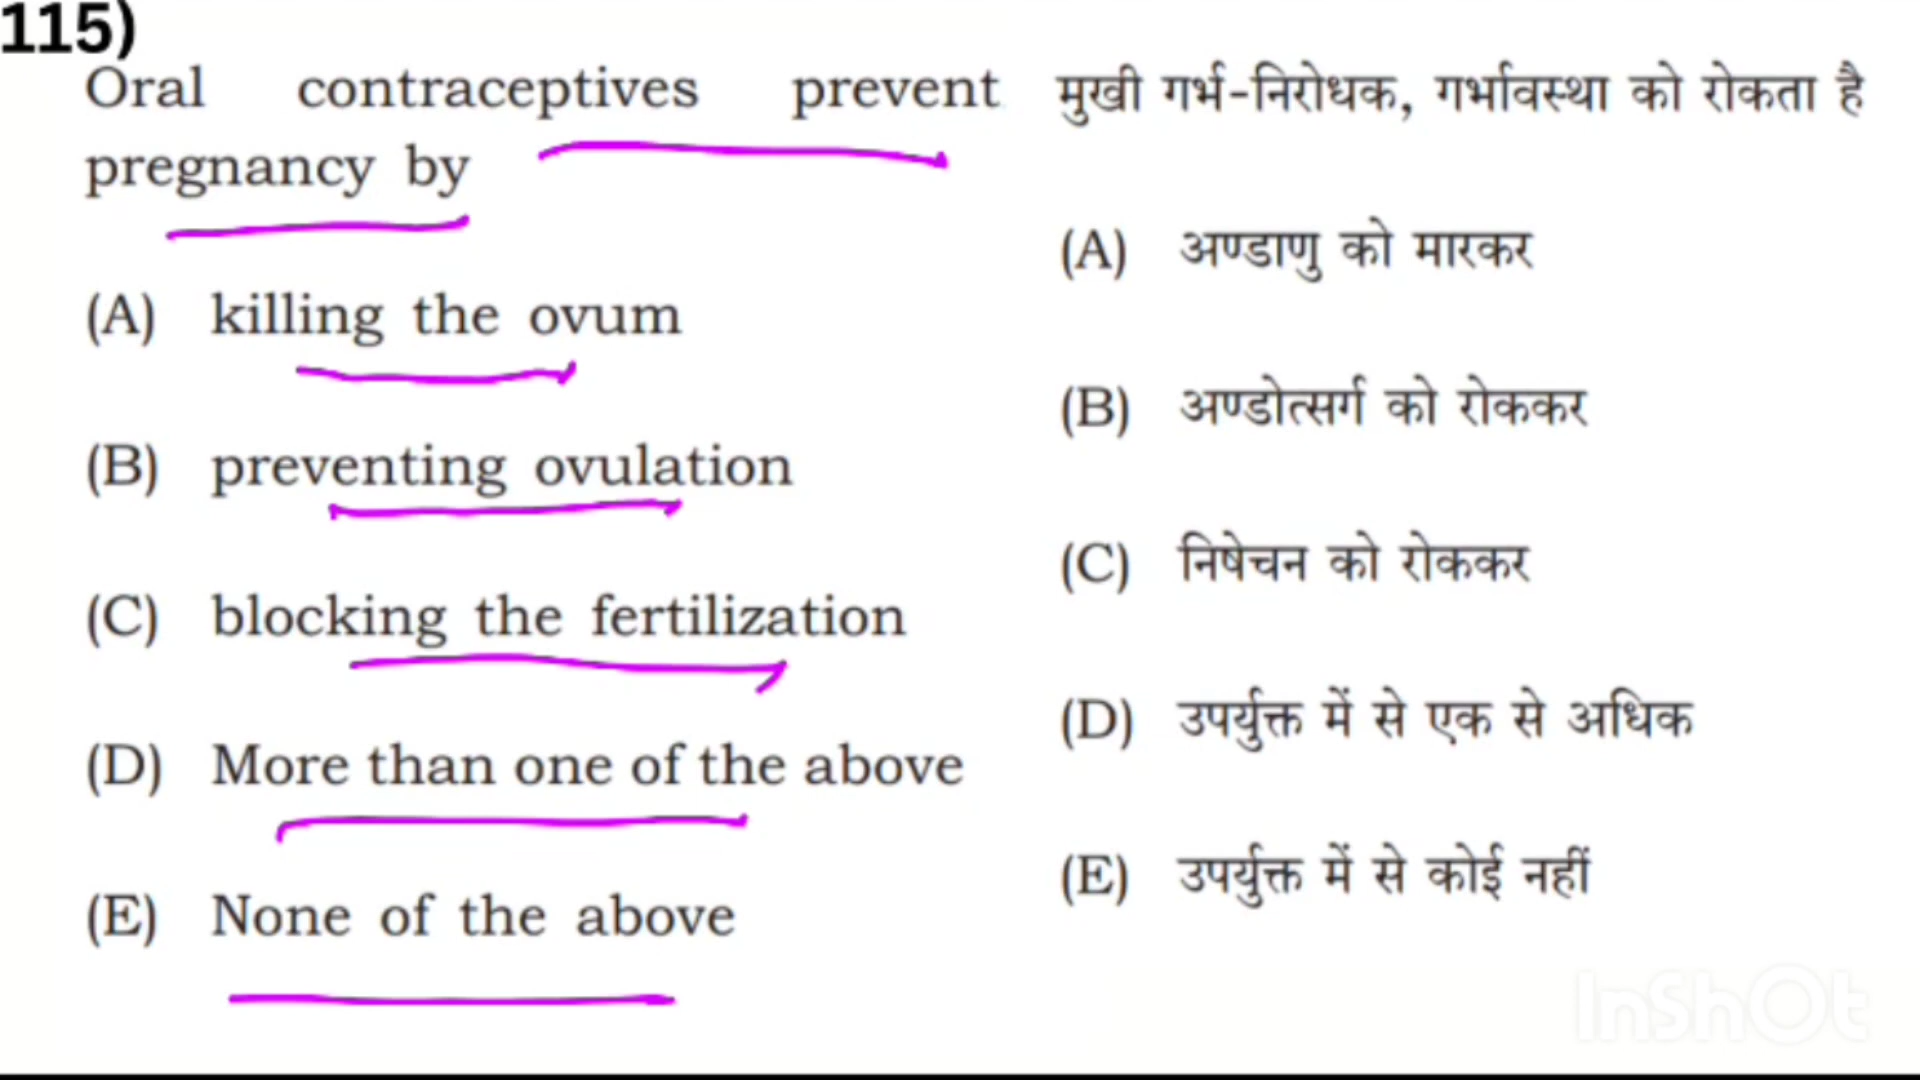 115)
Oral contraceptives prevent
pregnancy by
(A) killing the ovum
(B) preventing ovulation
(C) blocking the fertilization
(D) More than one of the above
(E) None of the above
मुखी गर्भ-निरोधक, गर्भावस्था को रोकता है
(A) अण्डाणु को मारकर
(B) अण्डोत्सर्ग को रोककर
(C) निषेचन को रोककर
(D) उपर्युक्त में से एक से अधिक
(E) उपर्युक्त में से कोई नहीं
InShOt